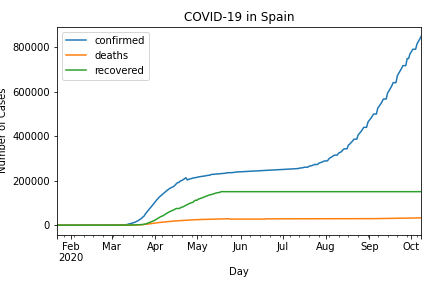 COVID-19 in Spain
confirmed
deaths
recovered
800000
600000
400000
200000
0
Number of Cases
Feb Mar Apr May Jun Jul Aug Sep Oct
2020
Day